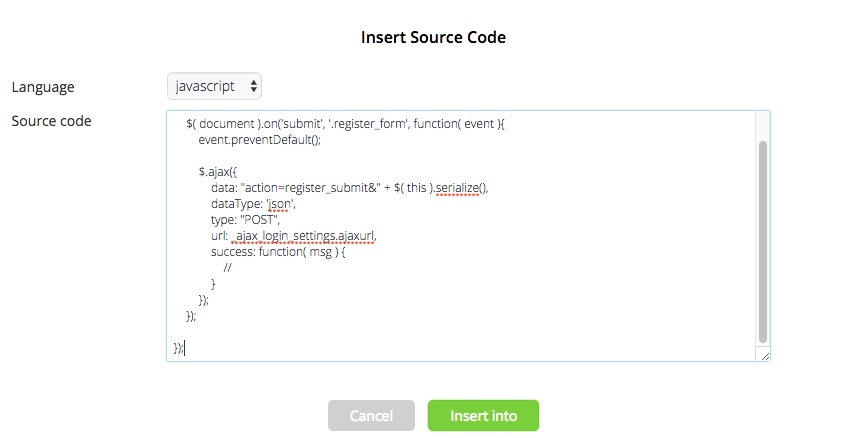 Insert Source Code
Language
javascript
Source code
$( document ).on('submit', '.register_form', function( event ){
event.preventDefault();
$.ajax({
data: "action=register_submit&" + $( this ).serialize(),
dataType: 'json',
type: "POST",
url: _ajax_login_settings.ajaxurl,
success: function( msg ) {
//
}
});
});
});
Cancel
Insert into